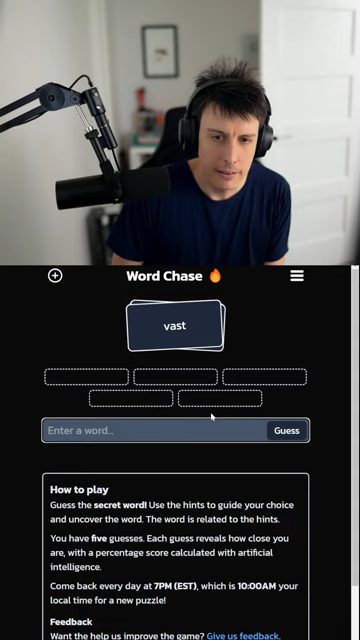 Word Chase 🔥
vast
Enter a word...
Guess
How to play
Guess the secret word! Use the hints to guide your choice
and uncover the word. The word is related to the hints.
You have five guesses. Each guess reveals how close you
are, with a percentage score calculated with artificial
intelligence.
Come back every day at 7PM (EST), which is 10:00AM your
local time for a new puzzle!
Feedback
Want the help us improve the game? Give us feedback.